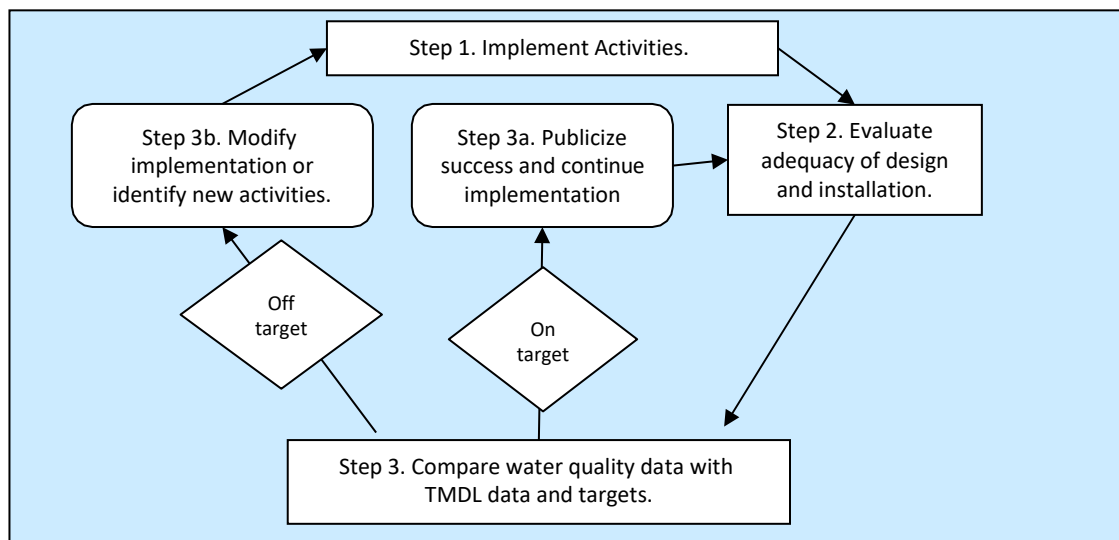 Step 1. Implement Activities.
Step 3b. Modify
implementation or
identify new activities.
Step 3a. Publicize
success and continue
implementation
Step 2. Evaluate
adequacy of design
and installation.
Off
target
On
target
Step 3. Compare water quality data with
TMDL data and targets.